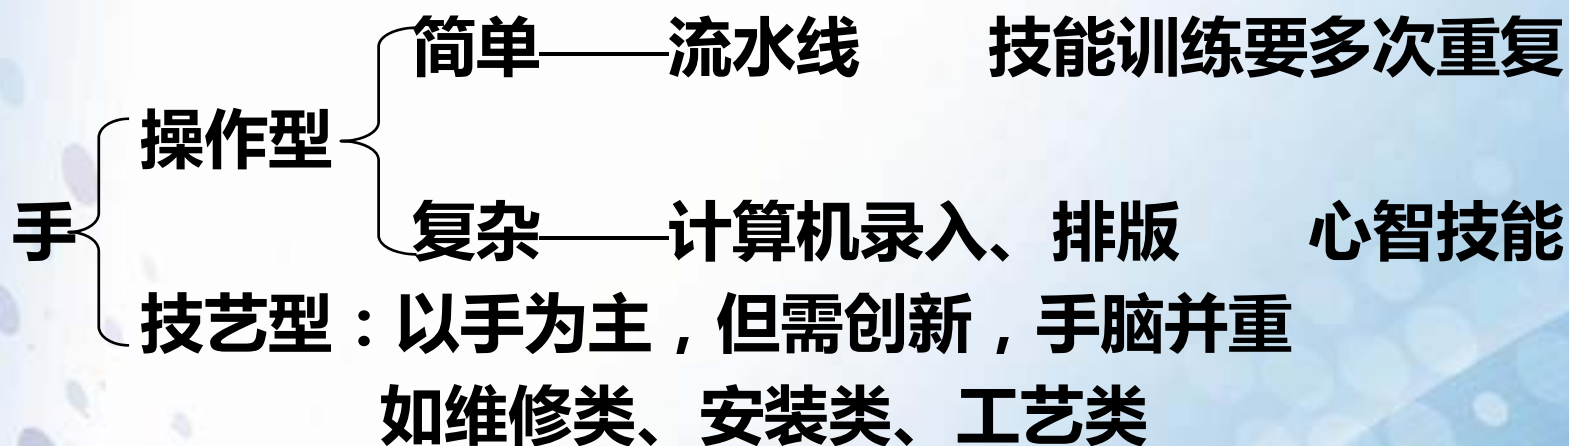 简单——流水线 技能训练要多次重复
操作型
手
复杂——计算机录入、排版 心智技能
技艺型：以手为主，但需创新，手脑并重
如维修类、安装类、工艺类